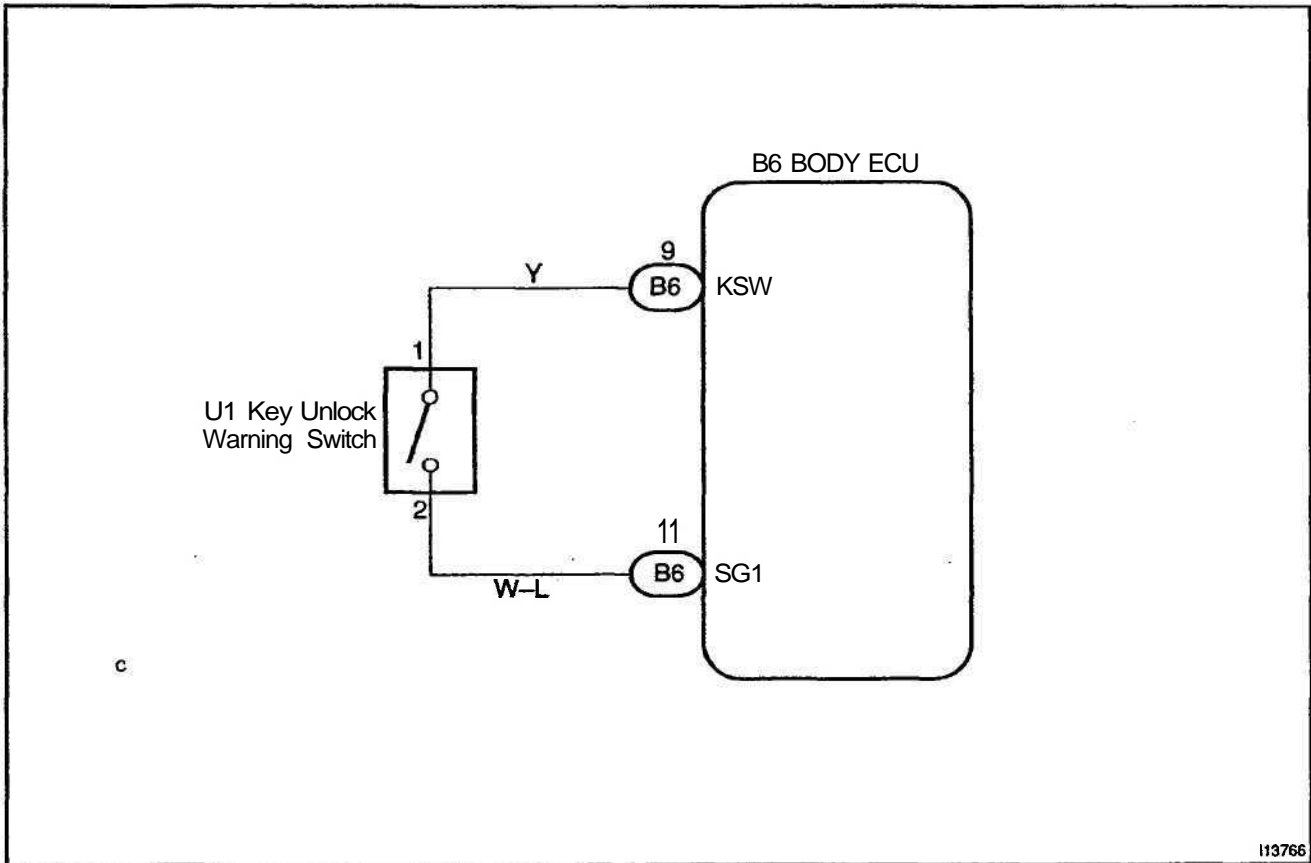 B6 BODY ECU
9
Y
B6
KSW
1
U1 Key Unlock
Warning Switch
2
11
B6
SG1
W–L
c
I13766